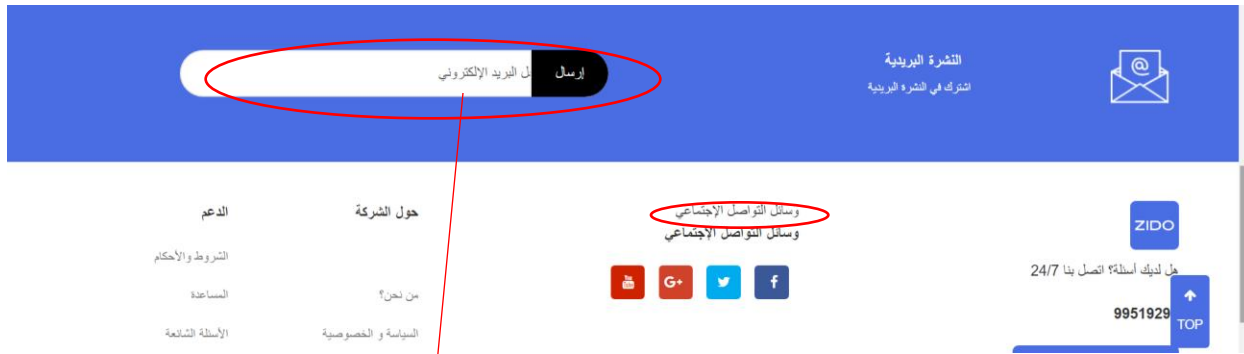 النشرة البريدية
اشترك في النشرة البريدية
إرسال
ل البريد الإلكتروني
ZIDO
هل لديك أسئلة؟ اتصل بنا 24/7
9951929
TOP
وسائل التواصل الإجتماعي
وسائل التواصل الإجتماعي
G+
حول الشركة
من نحن؟
السياسة و الخصوصية
الدعم
الشروط والأحكام
المساعدة
الأسئلة الشائعة